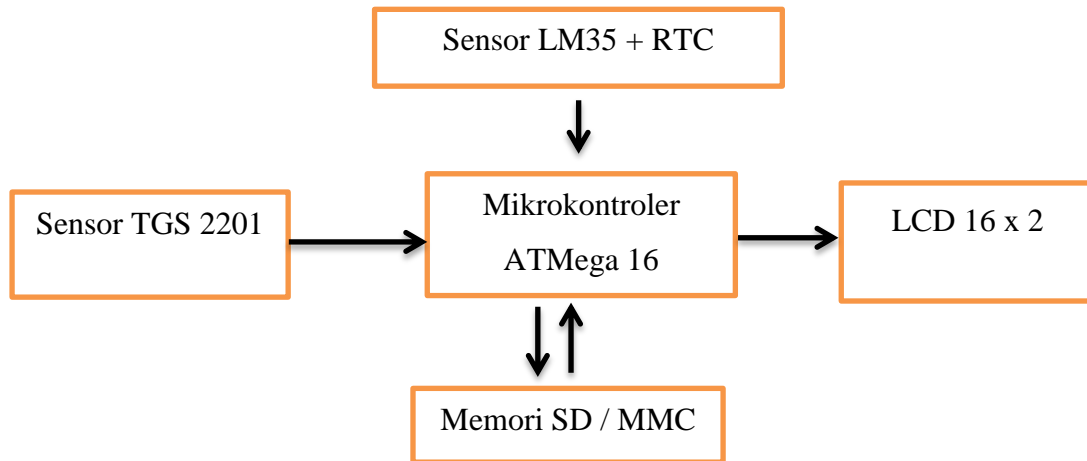 Sensor LM35 + RTC
Sensor TGS 2201
Mikrokontroler
ATMega 16
LCD 16 x 2
Memori SD / MMC